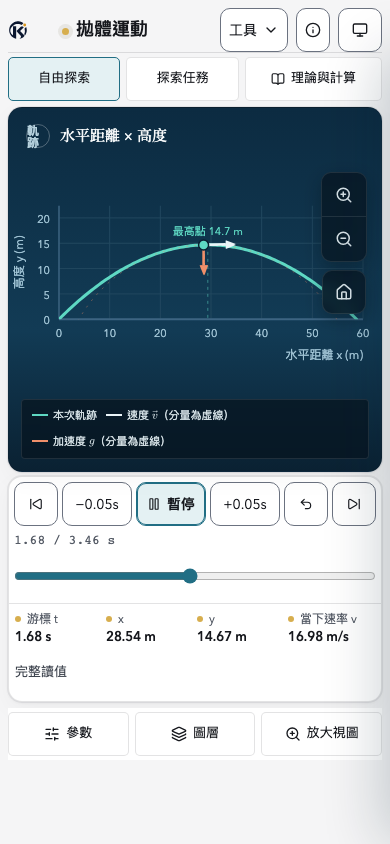 拋體運動
工具
自由探索
探索任務
理論與計算
軌跡
水平距離 × 高度
最高點 14.7 m
高度 y (m)
20
15
10
5
0
0 10 20 30 40 50 60
水平距離 x (m)
本次軌跡 速度 v⃗ (分量為虛線)
加速度 g (分量為虛線)
−0.05s
暫停
+0.05s
1.68 / 3.46 s
游標 t x y 當下速率 v
1.68 s 28.54 m 14.67 m 16.98 m/s
完整讀值
參數
圖層
放大視圖